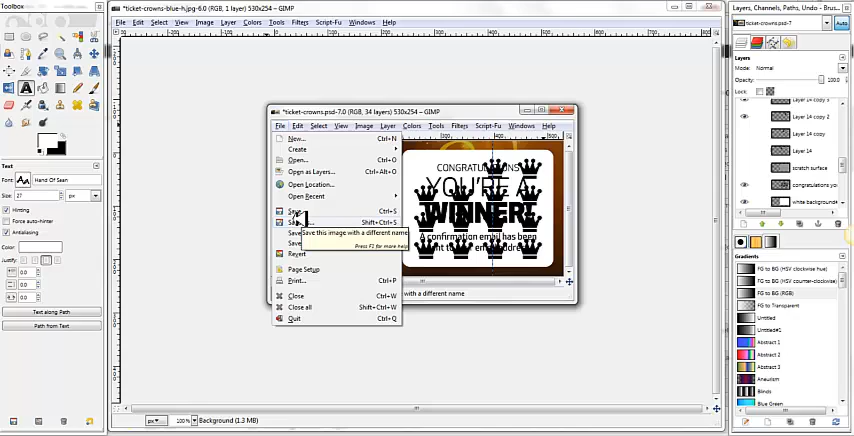 Toolbox
*ticket-crowns-blue-h.jpg-6.0 (RGB, 1 layer) 530x254 – GIMP
Layers, Channels, Paths, Undo - Brus...
File Edit Select View Image Layer Colors Tools Filters Script-Fu Windows Help
ticket-crowns.psd-7
Auto
Layers
Mode: Normal
Opacity: 100.0
Lock:
Layer 14 copy 3
Layer 14 copy 2
Layer 14 copy
Layer 14
scratch surface
congratulations you
white background
*ticket-crowns.psd-7.0 (RGB, 34 layers) 530x254 – GIMP
File Edit Select View Image Layer Colors Tools Filters Script-Fu Windows Help
New... Ctrl+N
Create
Open... Ctrl+O
Open as Layers... Ctrl+Alt+O
Open Location...
Open Recent
Save Ctrl+S
Shift+Ctrl+S
Save
Save this image with a different name
Save
Press F1 for more help
Revert
Page Setup
Print... Ctrl+P
Close Ctrl+W
Close all Shift+Ctrl+W
Quit Ctrl+Q
CONGRATULATIONS
YOU'RE A
WINNER!
A confirmation email has been
with a different name
Text
Font: Aa Hand Of Sean
Size: 27 px
Hinting
Force auto-hinter
Antialiasing
Color:
Justify:
0.0
0.0
0.0
Text along Path
Path from Text
Gradients
FG to BG (HSV clockwise hue)
FG to BG (HSV counter-clockwise
FG to BG (RGB)
FG to Transparent
Untitled
Untitled#1
Abstract 1
Abstract 2
Abstract 3
Aneurism
Blinds
Blue Green
px 100% Background (1.3 MB)